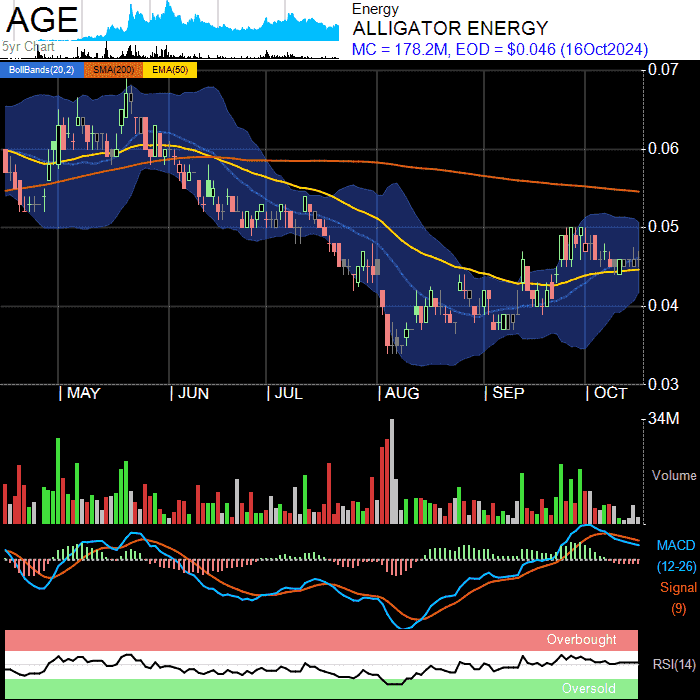 AGE
5yr Chart
Energy
ALLIGATOR ENERGY
MC = 178.2M, EOD = $0.046 (16Oct2024)
BollBands(20,2) SMA(200) EMA(50)
0.07
0.06
0.05
0.04
0.03
MAY JUN JUL AUG SEP OCT
34M
Volume
MACD
(12-26)
Signal
(9)
Overbought
RSI(14)
Oversold